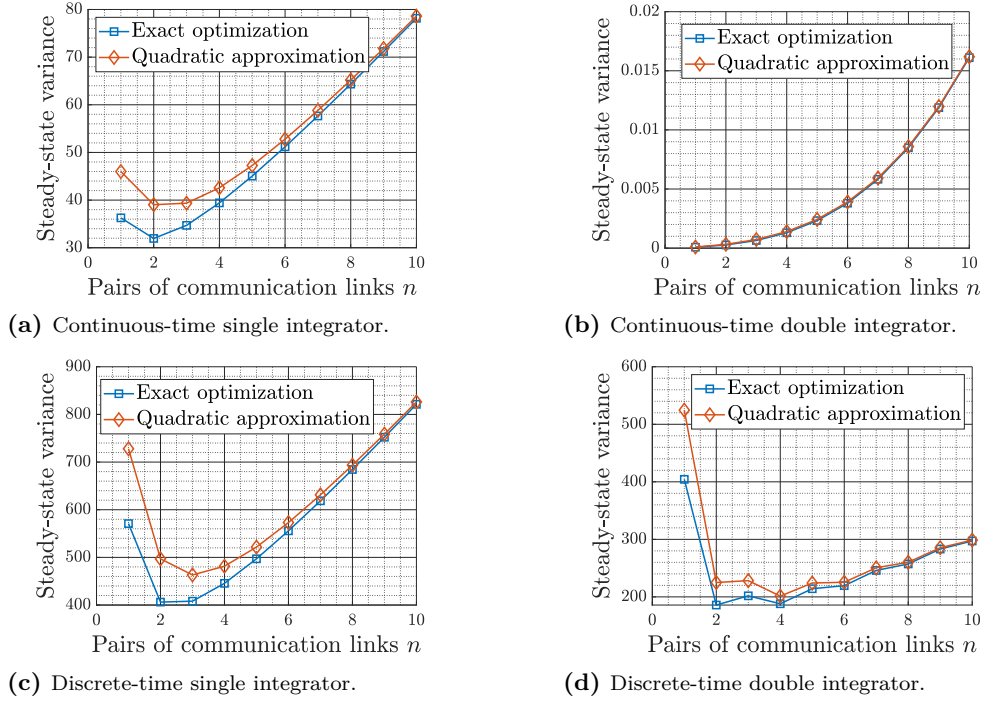 80
70
60
50
40
30
0 2 4 6 8 10
Steady-state variance
Exact optimization
Quadratic approximation
Pairs of communication links n
(a) Continuous-time single integrator.
0.02
0.015
0.01
0.005
0
0 2 4 6 8 10
Steady-state variance
Exact optimization
Quadratic approximation
Pairs of communication links n
(b) Continuous-time double integrator.
900
800
700
600
500
400
0 2 4 6 8 10
Steady-state variance
Exact optimization
Quadratic approximation
Pairs of communication links n
(c) Discrete-time single integrator.
600
500
400
300
200
0 2 4 6 8 10
Steady-state variance
Exact optimization
Quadratic approximation
Pairs of communication links n
(d) Discrete-time double integrator.